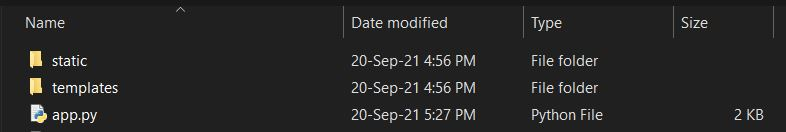 Name Date modified Type Size
static 20-Sep-21 4:56 PM File folder
templates 20-Sep-21 4:56 PM File folder
app.py 20-Sep-21 5:27 PM Python File 2 KB